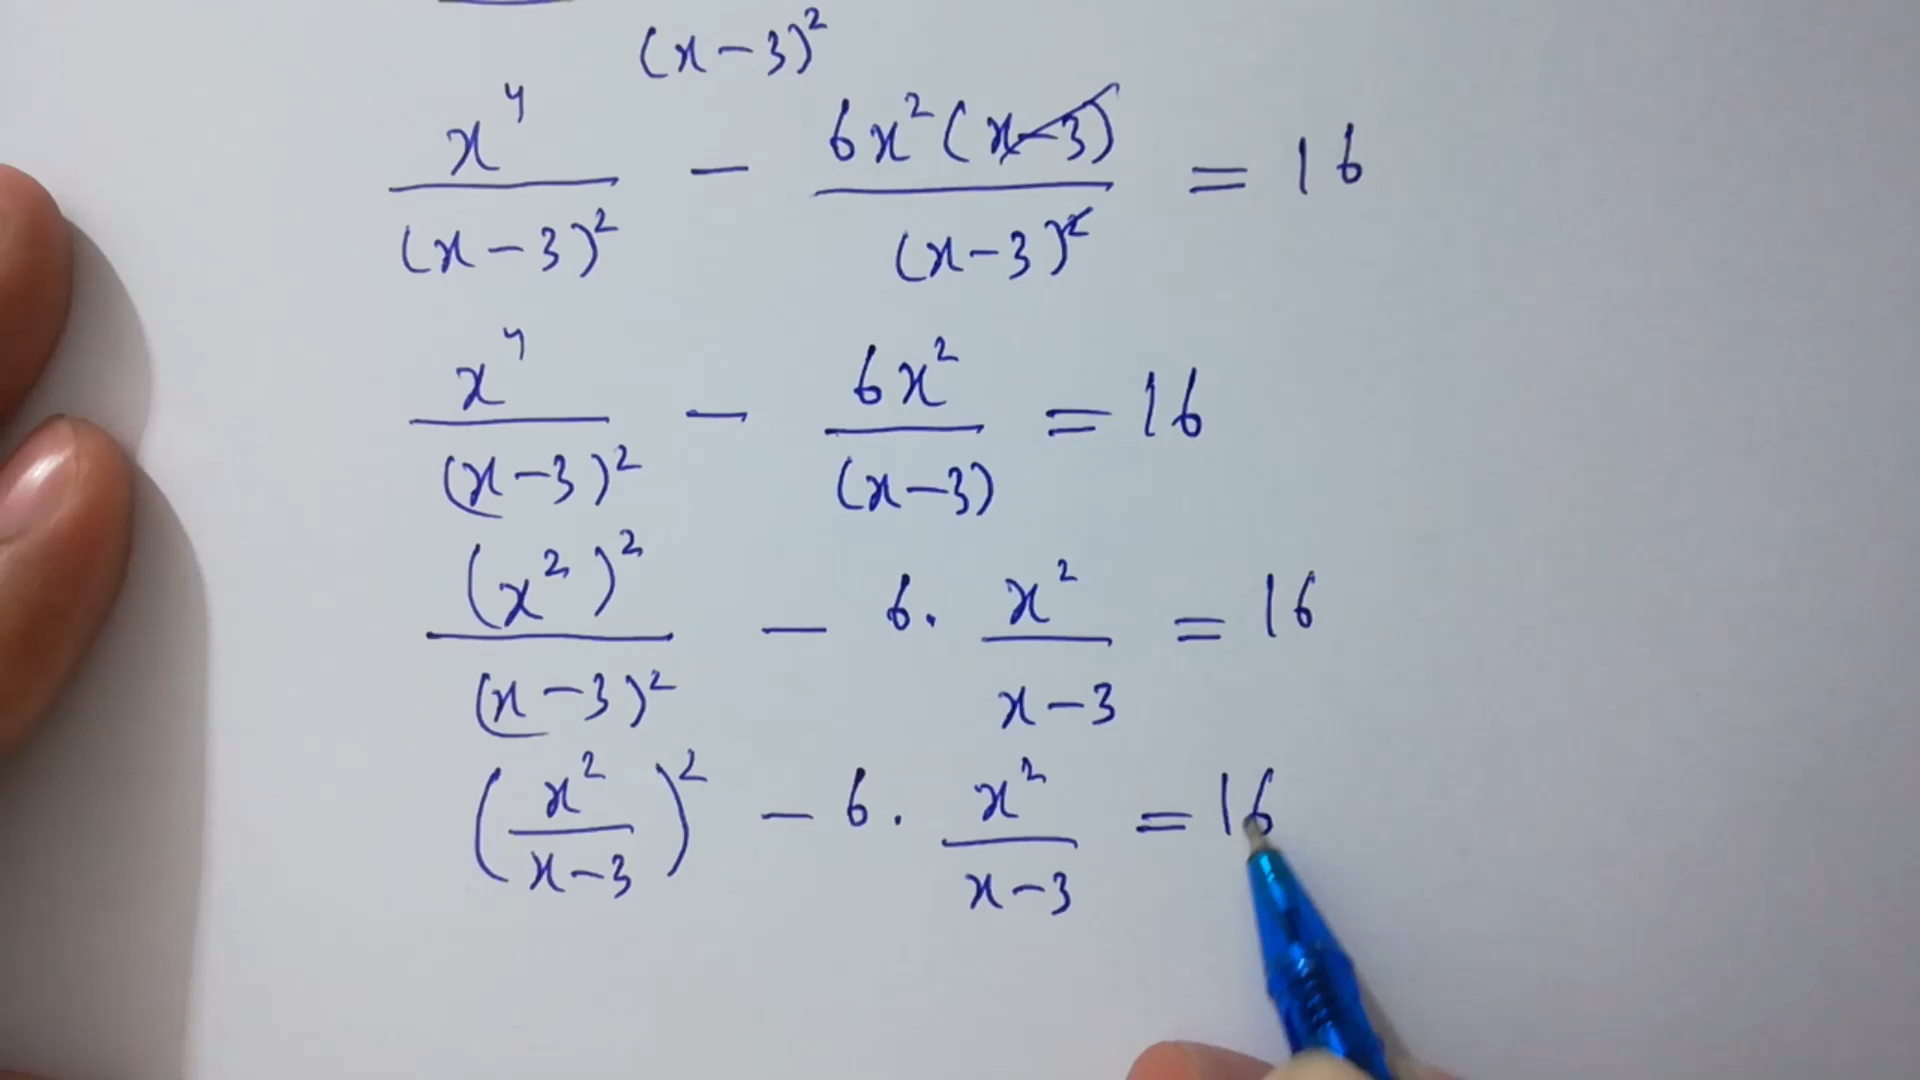 (x-3)²
x⁴/(x-3)² - 6x²(x-3)/(x-3)² = 16
x⁴/(x-3)² - 6x²/(x-3) = 16
(x²)²/(x-3)² - 6. x²/x-3 = 16
(x²/x-3)² - 6. x²/x-3 = 16